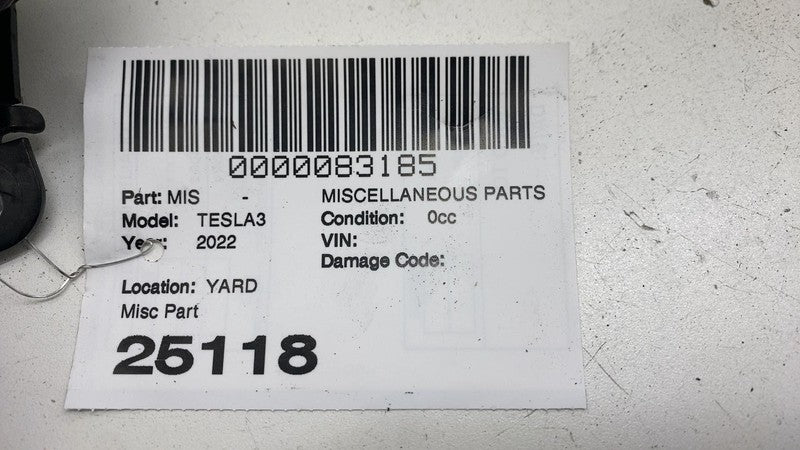 0000083185
Part: MIS - MISCELLANEOUS PARTS
Model: TESLA3 Condition: 0cc
Year: 2022 VIN:
Damage Code:
Location: YARD
Misc Part
25118